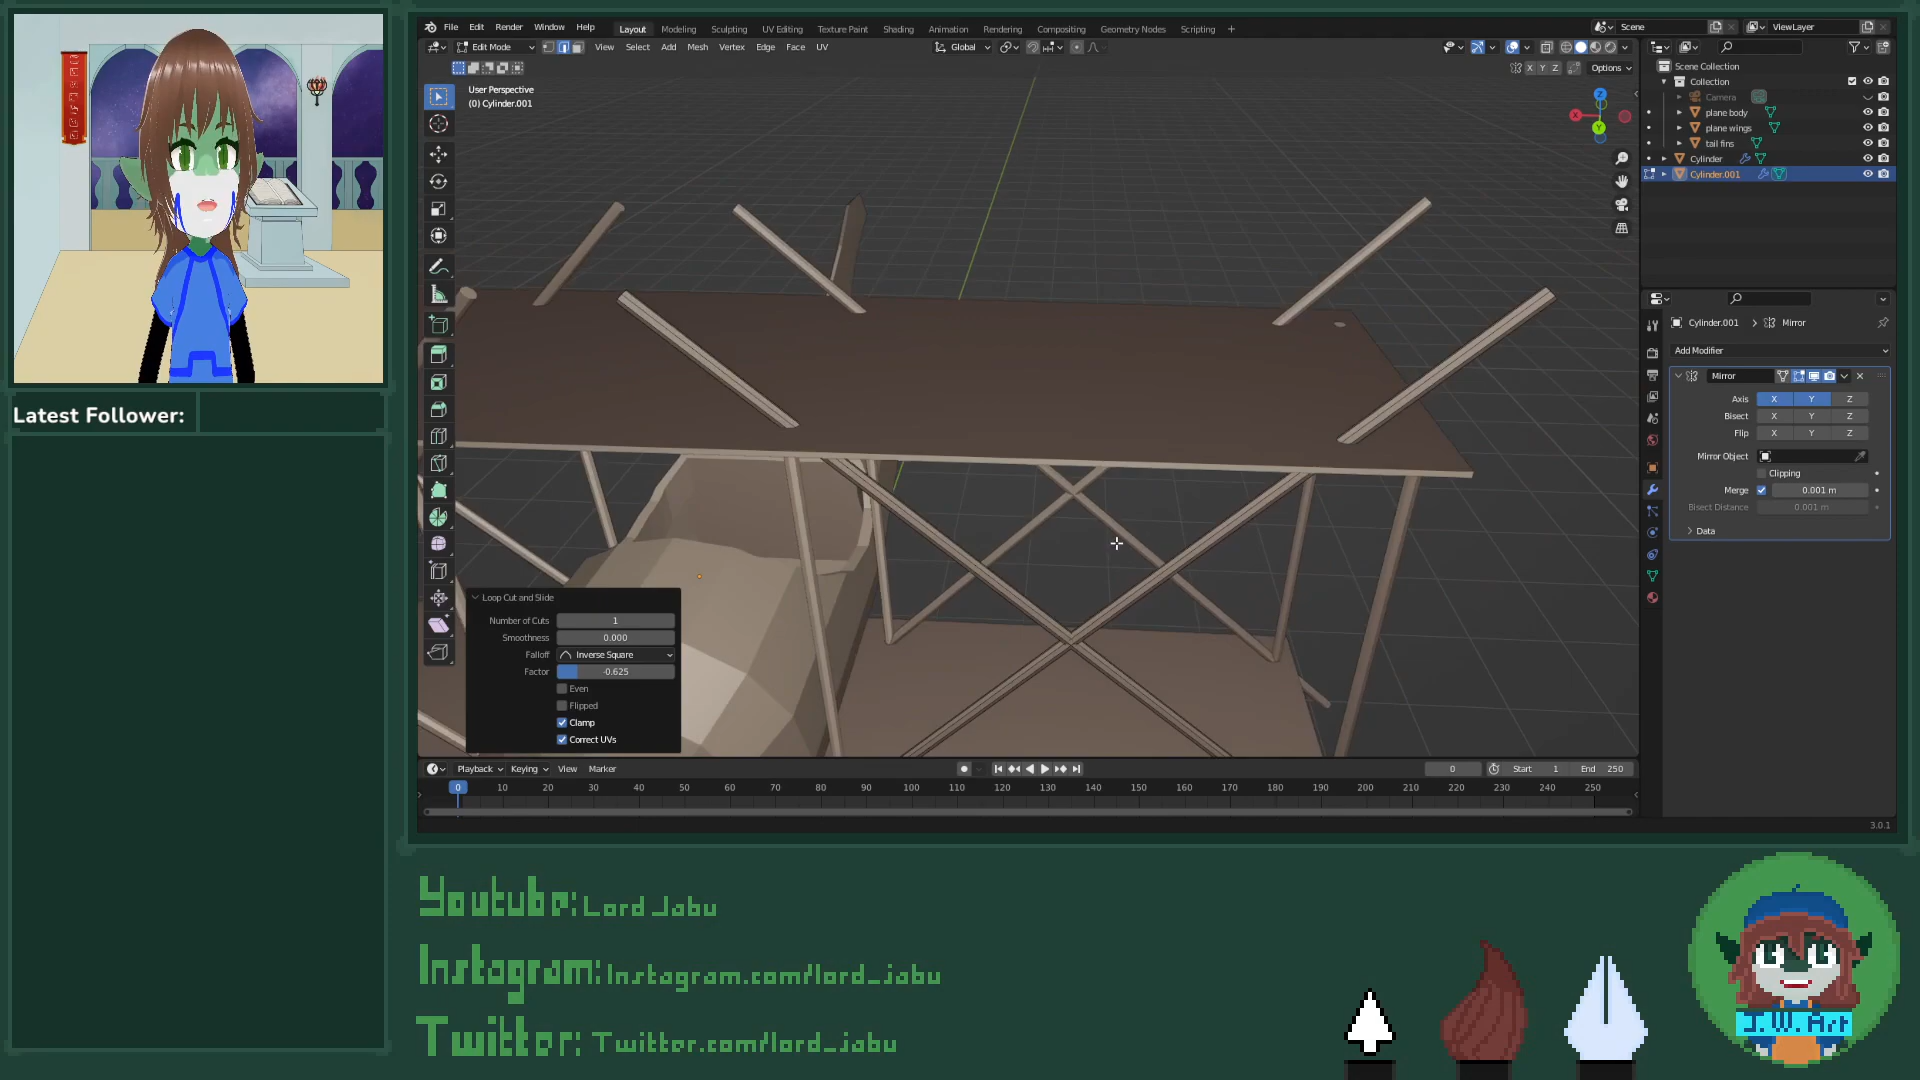 File Edit Render Window Help
Layout Modeling Sculpting UV Editing Texture Paint Shading Animation Rendering Compositing Geometry Nodes Scripting +
Scene
ViewLayer
Edit Mode View Select Add Mesh Vertex Edge Face UV
Global
X Y Z Options
User Perspective
(0) Cylinder.001
Z
X
Y
Scene Collection
Collection
Camera
plane body
plane wings
tail fins
Cylinder
Cylinder.001
Cylinder.001 > Mirror
Add Modifier
Mirror
Axis X Y Z
Bisect X Y Z
Flip X Y Z
Mirror Object
Clipping
Merge 0.001 m
Bisect Distance 0.001 m
Data
Loop Cut and Slide
Number of Cuts 1
Smoothness 0.000
Falloff Inverse Square
Factor -0.625
Even
Flipped
Clamp
Correct UVs
Playback Keying View Marker
0 Start 1 End 250
0 10 20 30 40 50 60 70 80 90 100 110 120 130 140 150 160 170 180 190 200 210 220 230 240 250
3.0.1
Latest Follower:
Youtube: Lord Jabu
Instagram: Instagram.com/lord_jabu
Twitter: Twitter.com/lord_jabu
J.W. Art